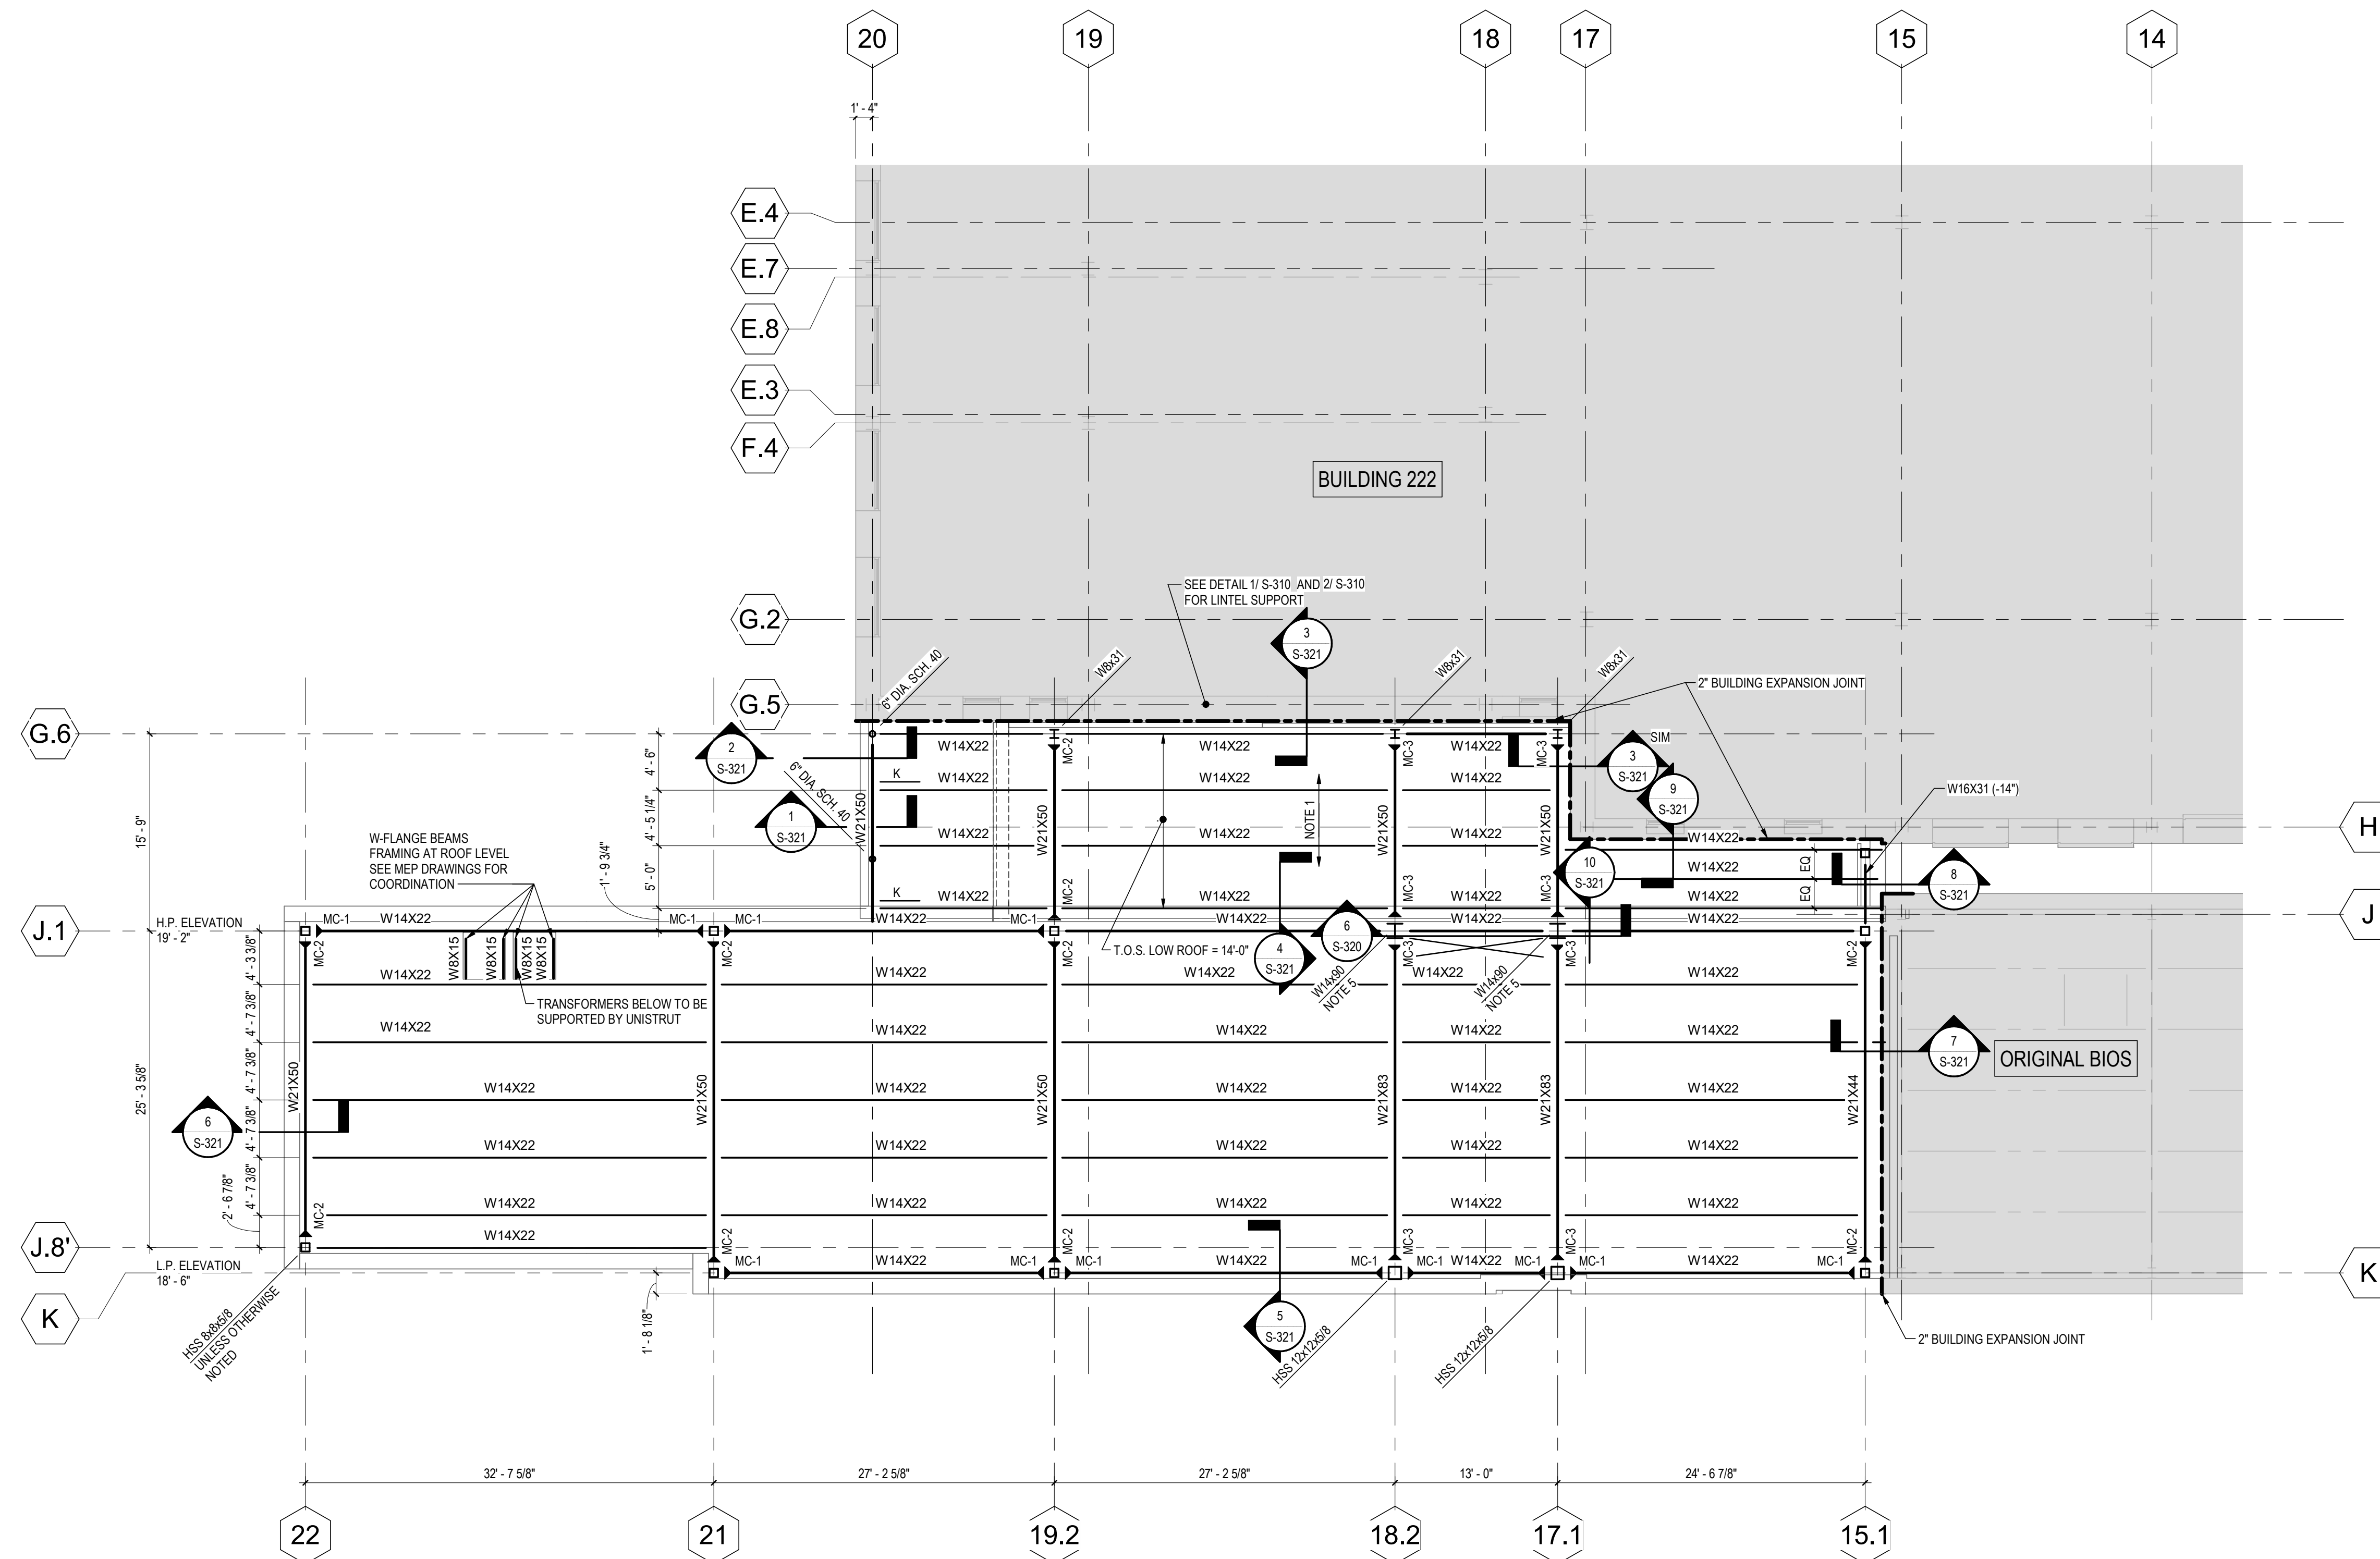 20
19
18
17
15
14
1' - 4"
E.4
E.7
E.8
E.3
F.4
BUILDING 222
SEE DETAIL 1/ S-310 AND 2/ S-310
FOR LINTEL SUPPORT
G.2
3
S-321
6" DIA. SCH. 40
W8x31
W8x31
W8x31
2" BUILDING EXPANSION JOINT
G.5
G.6
2
S-321
4' - 6"
W14X22
MC-2
W14X22
MC-3
W14X22
MC-3
3
S-321
SIM
K
W14X22
W14X22
W14X22
9
S-321
W16X31 (-14")
6" DIA. SCH. 40
1
S-321
W21X50
4' - 5 1/4"
W14X22
W21X50
W14X22
NOTE 1
W21X50
W14X22
W21X50
W14X22
H
15' - 9"
W-FLANGE BEAMS
FRAMING AT ROOF LEVEL
SEE MEP DRAWINGS FOR
COORDINATION
1' - 9 3/4"
5' - 0"
10
S-321
W14X22
EQ
EQ
8
S-321
K
W14X22
MC-2
W14X22
MC-3
W14X22
MC-3
W14X22
J
H.P. ELEVATION
19' - 2"
J.1
MC-1
W14X22
MC-1
MC-1
W14X22
MC-1
W14X22
W14X22
W14X22
6
S-320
4
S-321
T.O.S. LOW ROOF = 14'-0"
MC-2
MC-2
MC-2
MC-3
MC-3
MC-2
W8X15
W8X15
W8X15
W8X15
4' - 3 3/8"
W14X22
W14X22
W14X22
W14X22
W14X22
W14x90
NOTE 5
W14x90
NOTE 5
TRANSFORMERS BELOW TO BE
SUPPORTED BY UNISTRUT
4' - 7 3/8"
W14X22
W14X22
W14X22
W14X22
W14X22
7
S-321
ORIGINAL BIOS
25' - 3 5/8"
4' - 7 3/8"
W21X50
W14X22
W21X50
W14X22
W21X50
W14X22
W21X83
W14X22
W21X83
W14X22
W21X44
6
S-321
4' - 7 3/8"
W14X22
W14X22
W14X22
W14X22
W14X22
2' - 6 7/8"
4' - 7 3/8"
W14X22
W14X22
W14X22
W14X22
W14X22
MC-2
W14X22
MC-2
MC-2
MC-3
MC-3
MC-2
J.8'
L.P. ELEVATION
18' - 6"
MC-1
W14X22
MC-1
MC-1
W14X22
MC-1
MC-1
W14X22
MC-1
MC-1
W14X22
MC-1
K
K
HSS 8x8x5/8
UNLESS OTHERWISE
NOTED
1' - 8 1/8"
5
S-321
HSS 12x12x5/8
HSS 12x12x5/8
2" BUILDING EXPANSION JOINT
32' - 7 5/8"
27' - 2 5/8"
27' - 2 5/8"
13' - 0"
24' - 6 7/8"
22
21
19.2
18.2
17.1
15.1